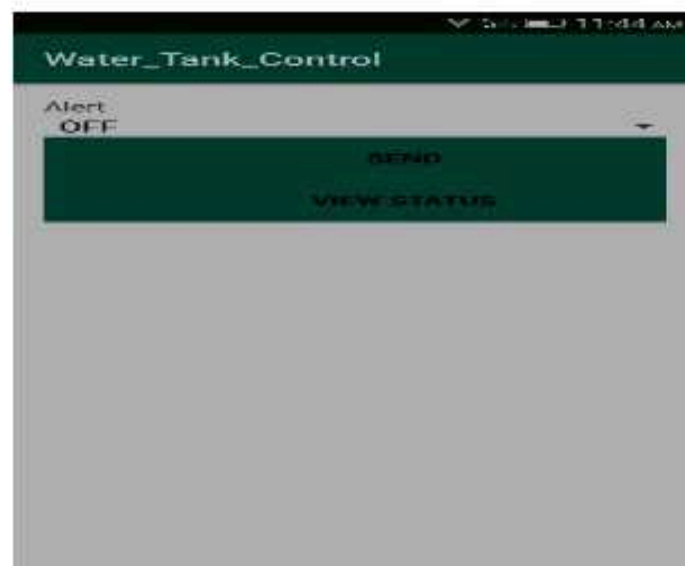 11:44 AM
Water_Tank_Control
Alert
OFF
SEND
VIEW STATUS